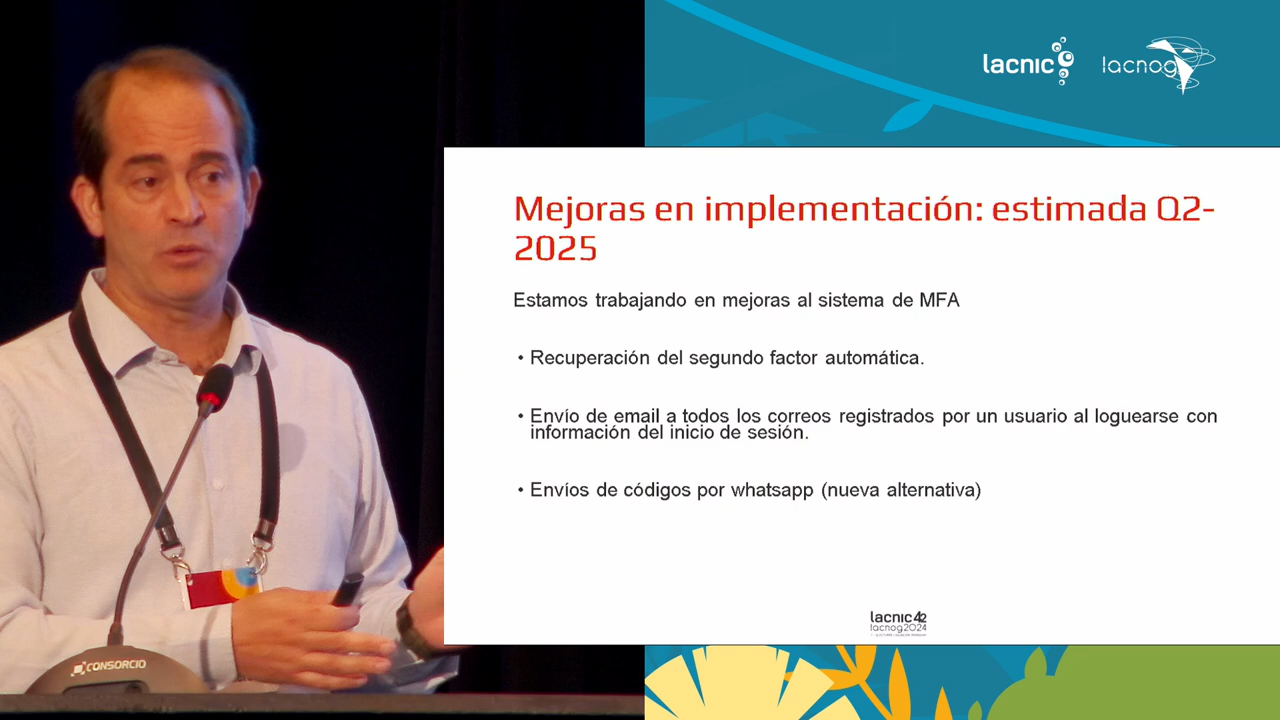 lacnic
lacnog
Mejoras en implementación: estimada Q2-
2025
Estamos trabajando en mejoras al sistema de MFA
• Recuperación del segundo factor automática.
• Envío de email a todos los correos registrados por un usuario al loguearse con
información del inicio de sesión.
• Envíos de códigos por whatsapp (nueva alternativa)
lacnic 42
lacnog2024
CONSORCIO